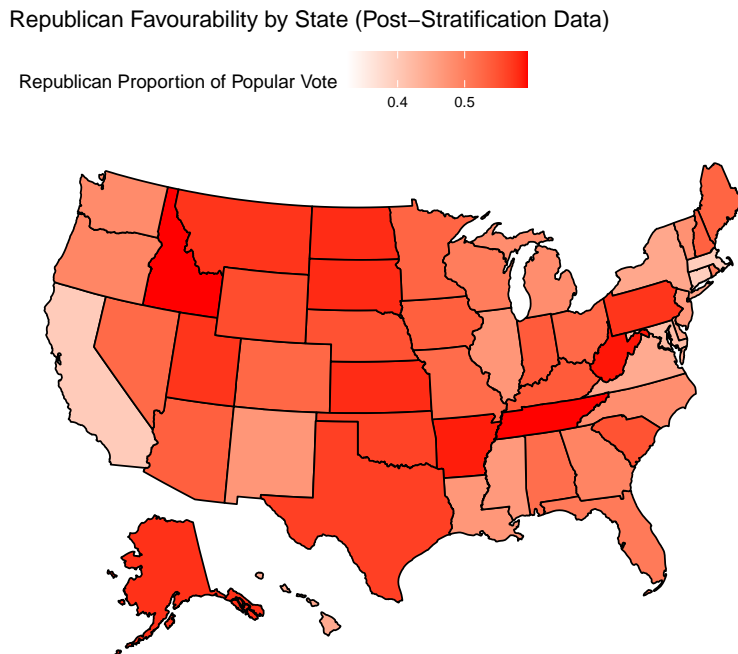 Republican Favourability by State (Post−Stratification Data)
Republican Proportion of Popular Vote
0.4 0.5